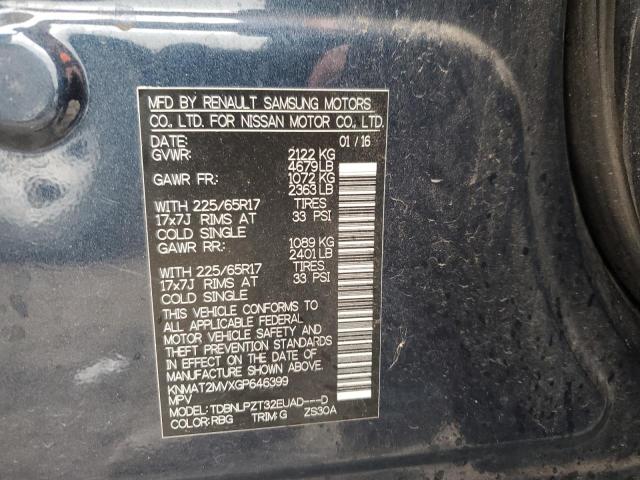 MFD BY RENAULT SAMSUNG MOTORS
CO., LTD. FOR NISSAN MOTOR CO., LTD.
DATE: 01 / 16
GVWR: 2122 KG
4679 LB
GAWR FR: 1072 KG
2363 LB
WITH 225/65R17 TIRES
17x7J RIMS AT 33 PSI
COLD SINGLE
GAWR RR: 1089 KG
2401 LB
WITH 225/65R17 TIRES
17x7J RIMS AT 33 PSI
COLD SINGLE
THIS VEHICLE CONFORMS TO
ALL APPLICABLE FEDERAL
MOTOR VEHICLE SAFETY AND
THEFT PREVENTION STANDARDS
IN EFFECT ON THE DATE OF
MANUFACTURE SHOWN ABOVE.
KNMAT2MVXGP646399
MPV
MODEL: TDBNLPZT32EUAD---D
COLOR: RBG TRIM: G ZS30A